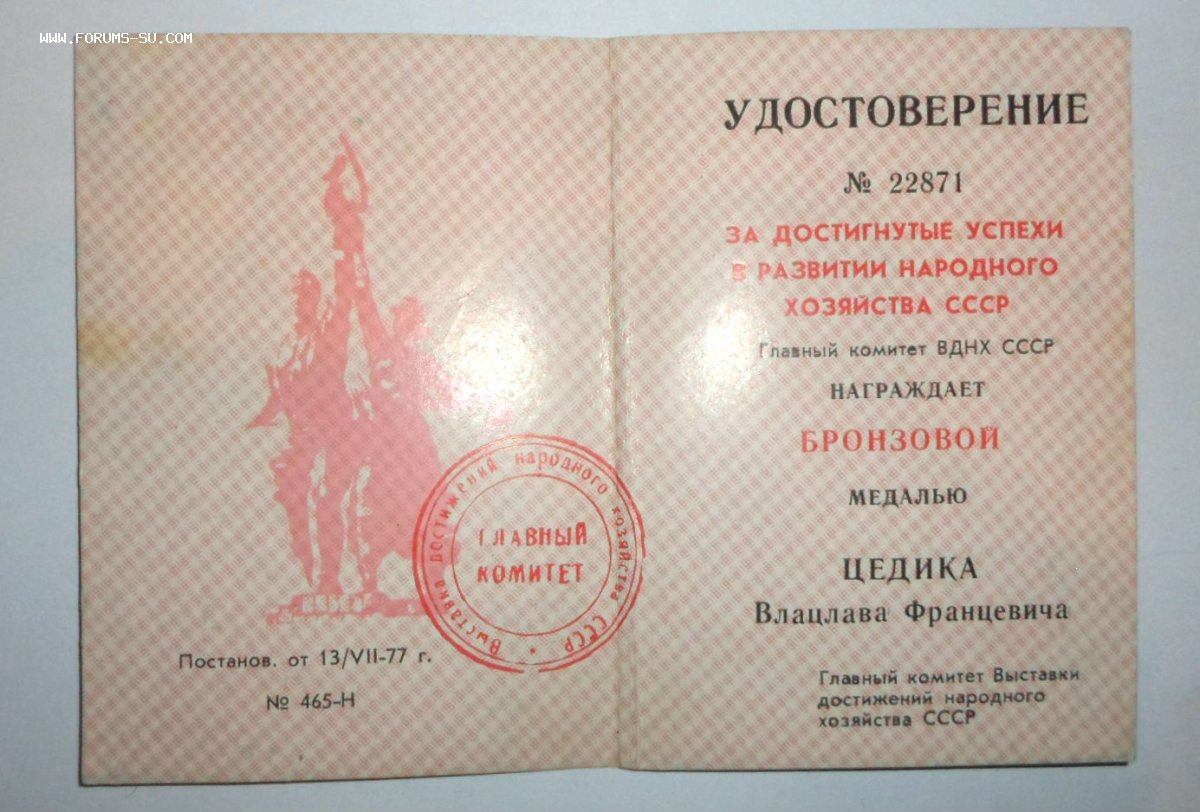 www.forums-su.com
Постанов. от 13/VII-77 г.
№ 465-Н
Выставка достижений народного хозяйства СССР
ГЛАВНЫЙ
КОМИТЕТ
УДОСТОВЕРЕНИЕ
№ 22871
ЗА ДОСТИГНУТЫЕ УСПЕХИ
В РАЗВИТИИ НАРОДНОГО
ХОЗЯЙСТВА СССР
Главный комитет ВДНХ СССР
НАГРАЖДАЕТ
БРОНЗОВОЙ
МЕДАЛЬЮ
ЦЕДИКА
Влацлава Францевича
Главный комитет Выставки
достижений народного
хозяйства СССР